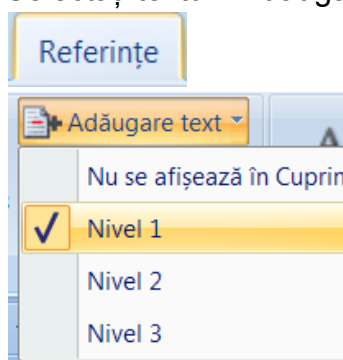 Referințe
Adăugare text
Nu se afișează în Cuprin
Nivel 1
Nivel 2
Nivel 3